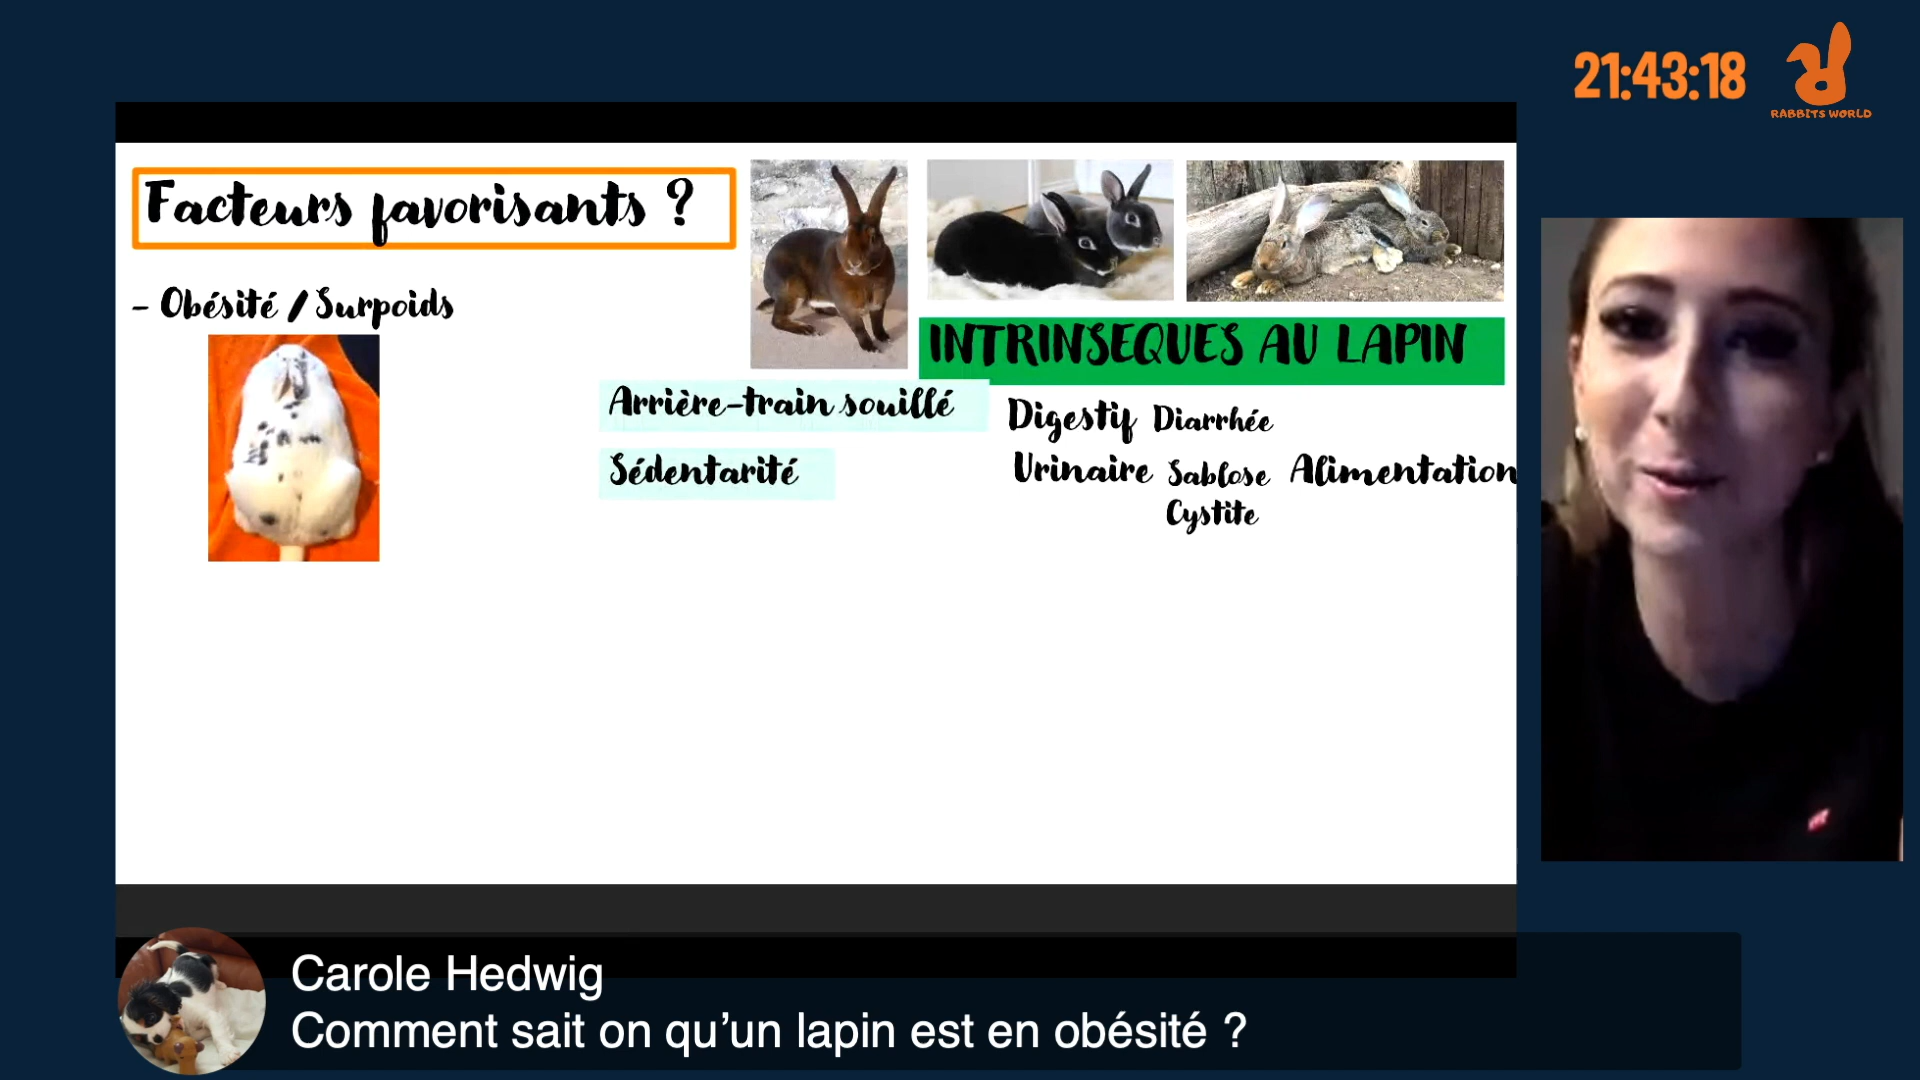 21:43:18
RABBITS WORLD
Facteurs favorisants ?
- Obésité / Surpoids
INTRINSEQUES AU LAPIN
Arrière-train souillé
Digestif Diarrhée
Sédentarité
Urinaire Sablose Alimentation
Cystite
Carole Hedwig
Comment sait on qu’un lapin est en obésité ?